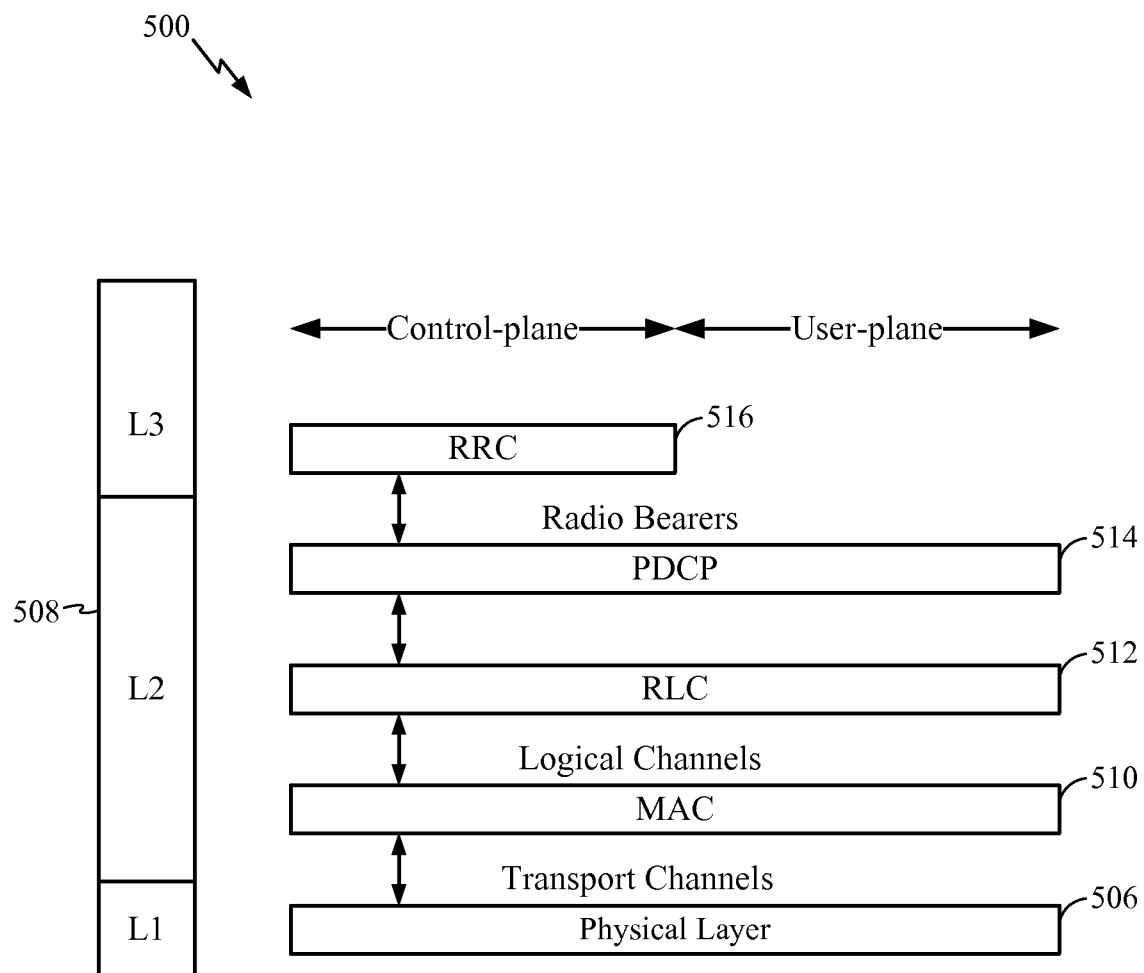 500
Control-plane
User-plane
L3
516
RRC
Radio Bearers
514
PDCP
508
512
L2
RLC
Logical Channels
510
MAC
Transport Channels
506
L1
Physical Layer